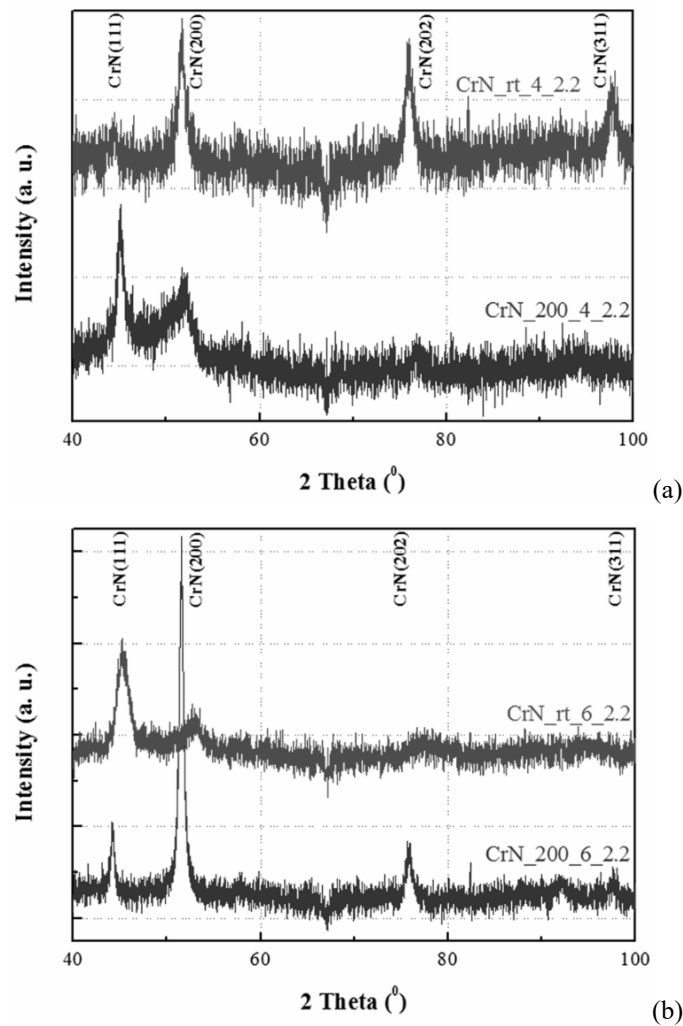 CrN(111)
CrN(200)
CrN(202)
CrN(311)
CrN_rt_4_2.2
CrN_200_4_2.2
Intensity (a. u.)
40 60 80 100
2 Theta (⁰)
(a)
CrN(111)
CrN(200)
CrN(202)
CrN(311)
CrN_rt_6_2.2
CrN_200_6_2.2
Intensity (a. u.)
40 60 80 100
2 Theta (⁰)
(b)